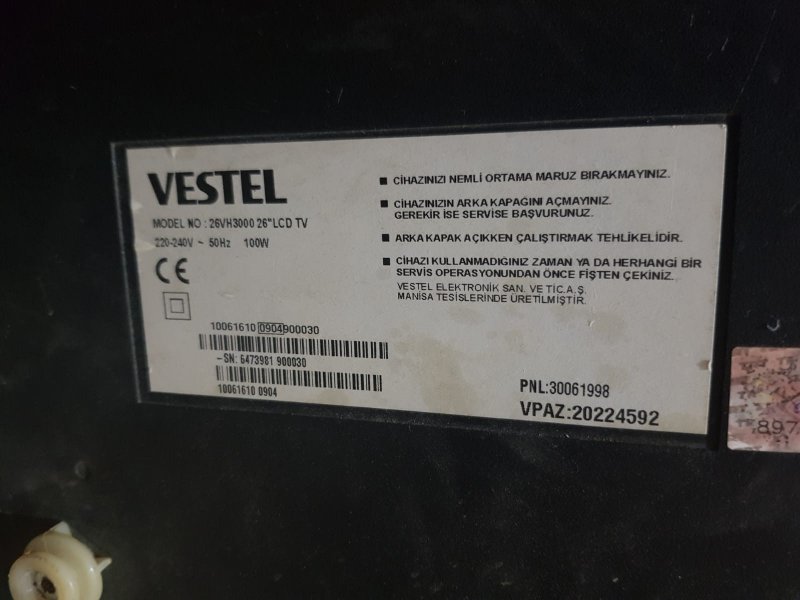 VESTEL
MODEL NO : 26VH3000 26"LCD TV
220-240V ~ 50Hz 100W
CE
10061610 0904 900030
-SN: 6473981 900030
10061610 0904
■ CİHAZINIZI NEMLİ ORTAMA MARUZ BIRAKMAYINIZ.
■ CİHAZINIZIN ARKA KAPAĞINI AÇMAYINIZ.
GEREKİR İSE SERVİSE BAŞVURUNUZ.
■ ARKA KAPAK AÇIKKEN ÇALIŞTIRMAK TEHLİKELİDİR.
■ CİHAZI KULLANMADIGINIZ ZAMAN YA DA HERHANGİ BİR
SERVİS OPERASYONUNDAN ÖNCE FİŞTEN ÇEKİNİZ.
VESTEL ELEKTRONİK SAN. VE TİC.A.Ş.
MANİSA TESİSLERİNDE ÜRETİLMİŞTİR.
PNL:30061998
VPAZ:20224592